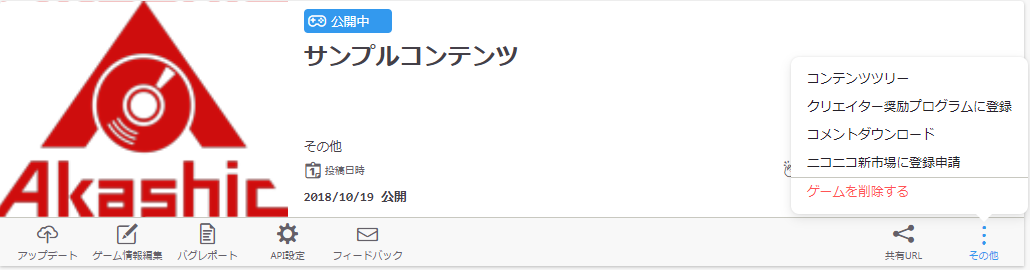 公開中
サンプルコンテンツ
Akashic
その他
投稿日時
2018/10/19 公開
コンテンツツリー
クリエイター奨励プログラムに登録
コメントダウンロード
ニコニコ新市場に登録申請
ゲームを削除する
アップデート
ゲーム情報編集
バグレポート
API設定
フィードバック
共有URL
その他